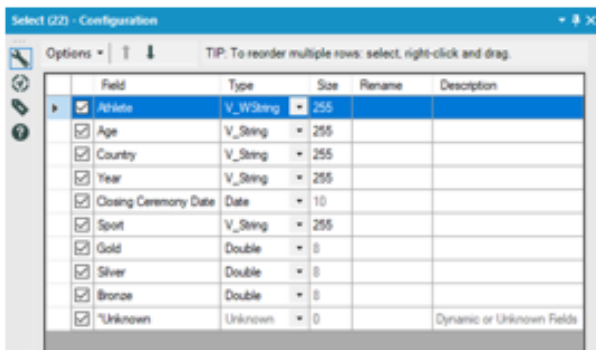 Select (22) - Configuration
Options TIP: To reorder multiple rows: select, right-click and drag.
Field Type Size Rename Description
Athlete V_WString 255
Age V_String 255
Country V_String 255
Year V_String 255
Closing Ceremony Date Date 10
Sport V_String 255
Gold Double 8
Silver Double 8
Bronze Double 8
*Unknown Unknown 0 Dynamic or Unknown Fields